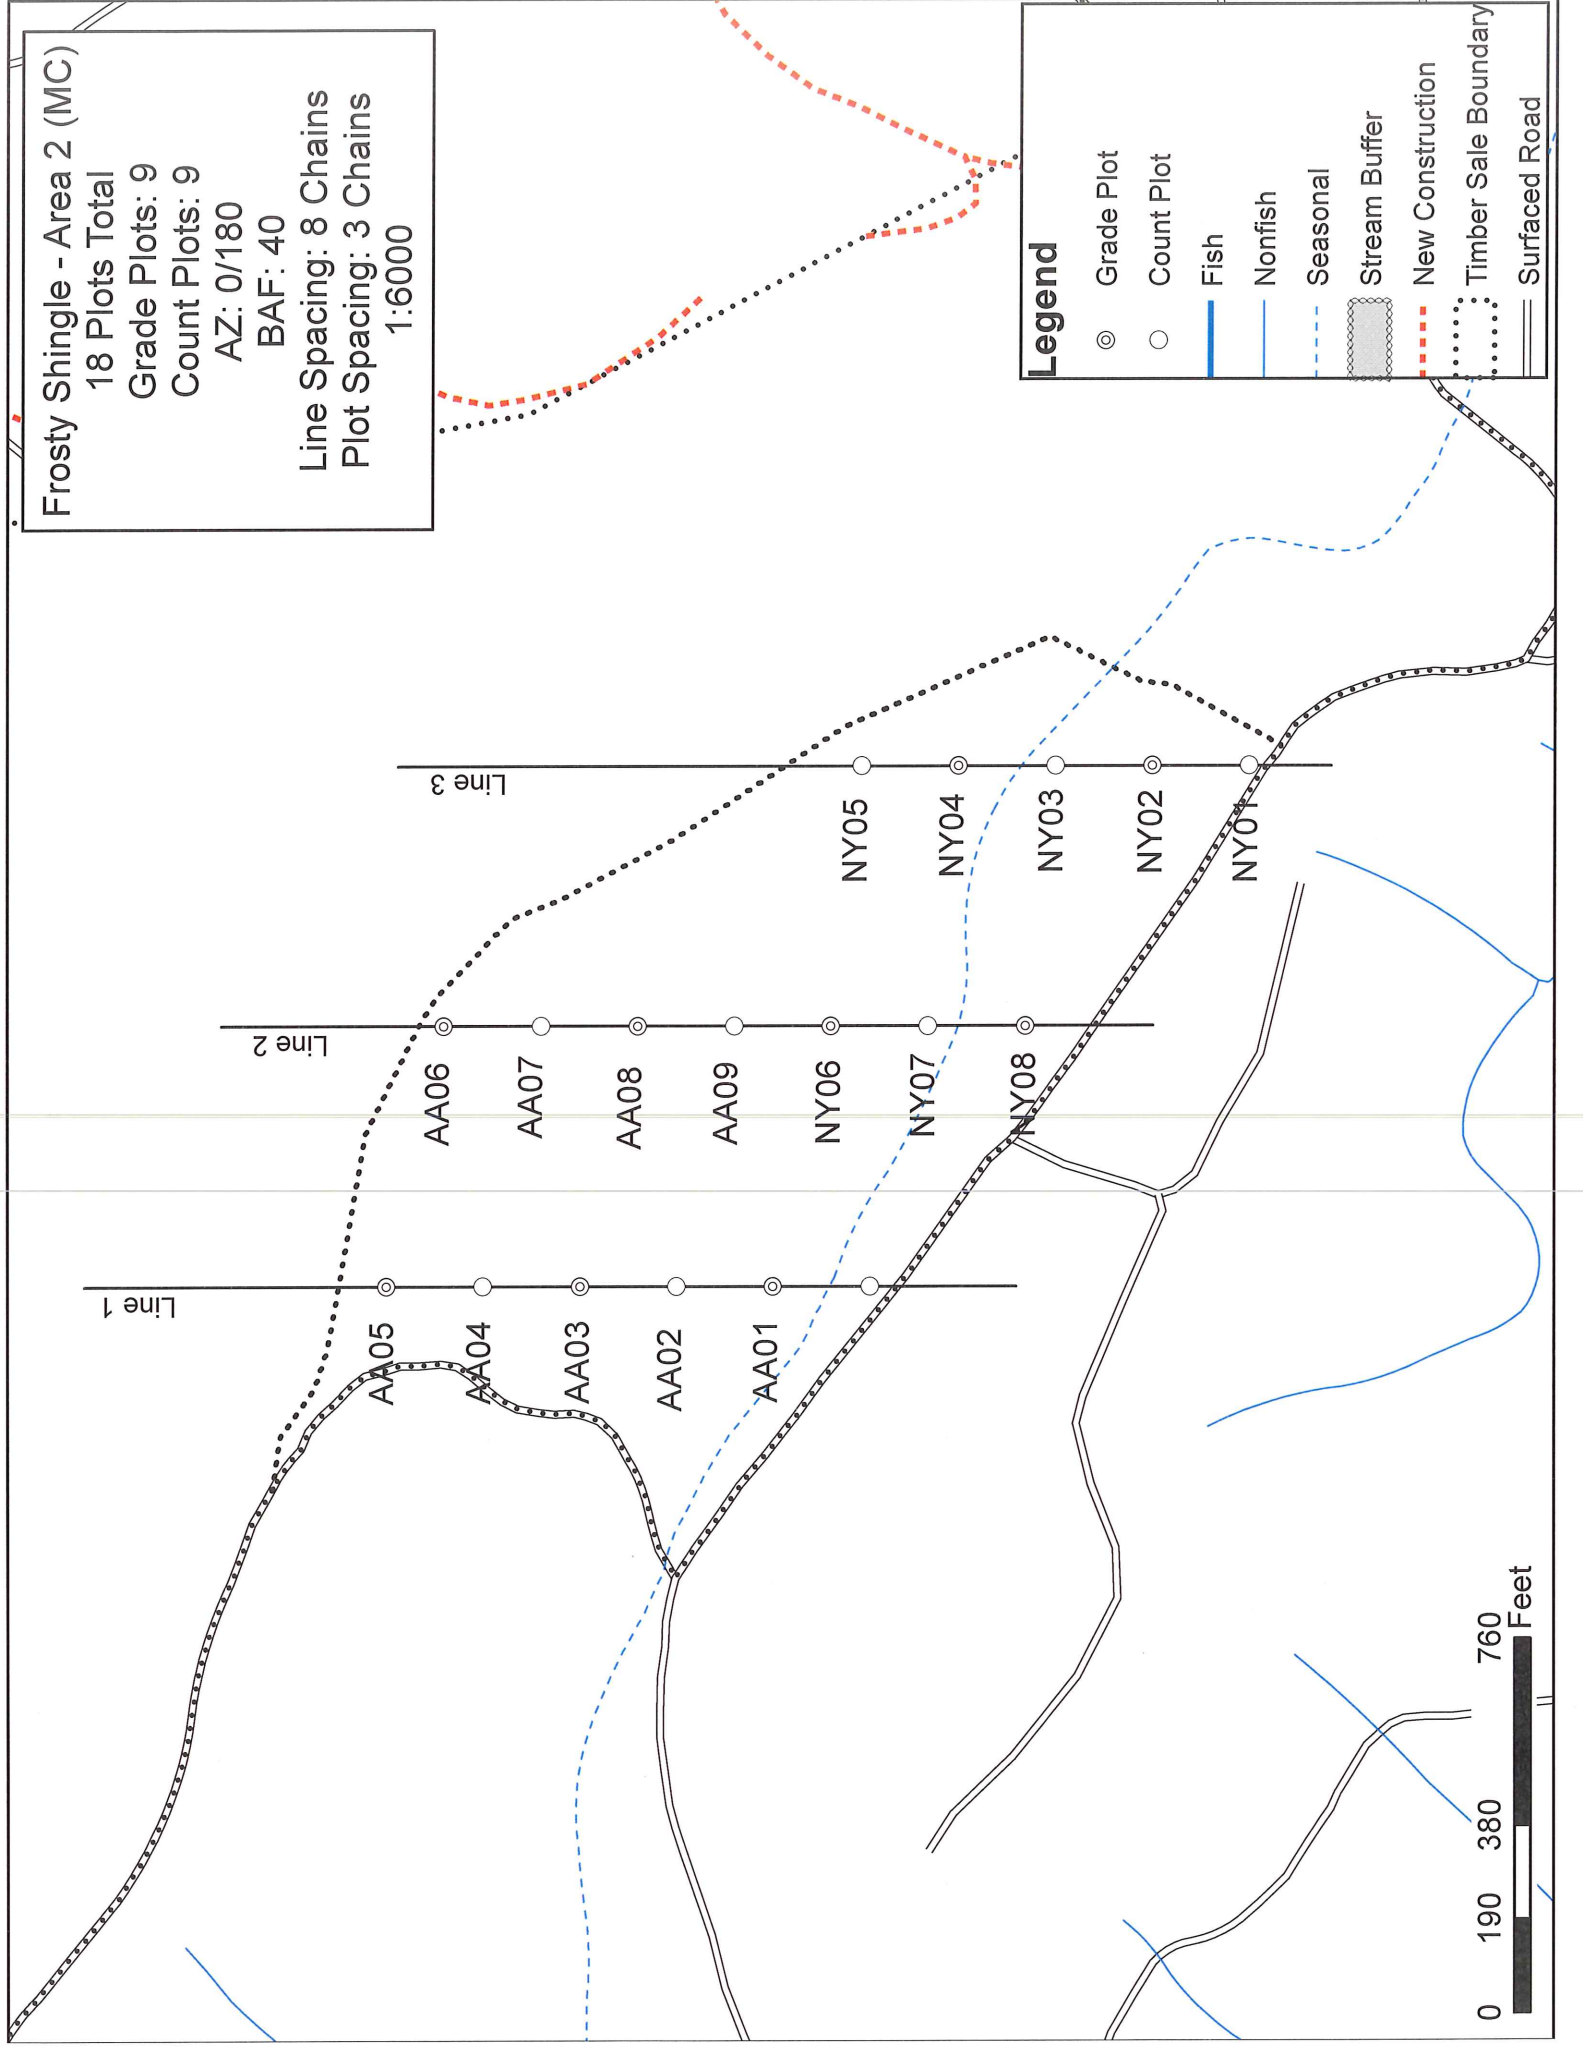 Frosty Shingle - Area 2 (MC)
18 Plots Total
Grade Plots: 9
Count Plots: 9
AZ: 0/180
BAF: 40
Line Spacing: 8 Chains
Plot Spacing: 3 Chains
1:6000
Line 1
AA05
AA04
AA03
AA02
AA01
Line 2
AA06
AA07
AA08
AA09
NY06
NY07
NY08
Line 3
NY05
NY04
NY03
NY02
NY01
Legend
Grade Plot
Count Plot
Fish
Nonfish
Seasonal
Stream Buffer
New Construction
Timber Sale Boundary
Surfaced Road
0 190 380 760
Feet